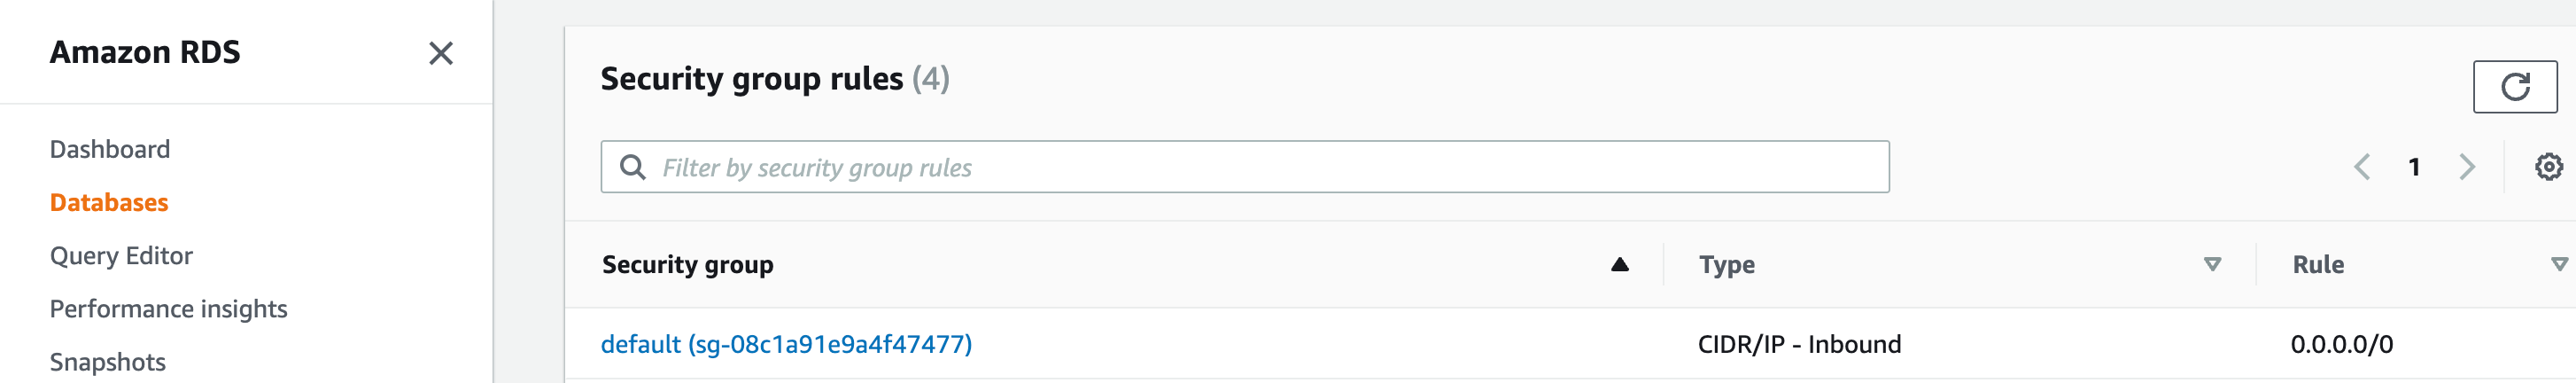 Amazon RDS
Dashboard
Databases
Query Editor
Performance insights
Snapshots
Security group rules (4)
Filter by security group rules
1
Security group Type Rule
default (sg-08c1a91e9a4f47477) CIDR/IP - Inbound 0.0.0.0/0